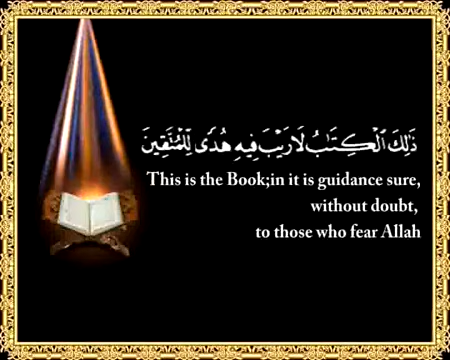 ذَٰلِكَ ٱلْكِتَٰبُ لَا رَيْبَ فِيهِ هُدًى لِّلْمُتَّقِينَ
This is the Book;in it is guidance sure,
without doubt,
to those who fear Allah